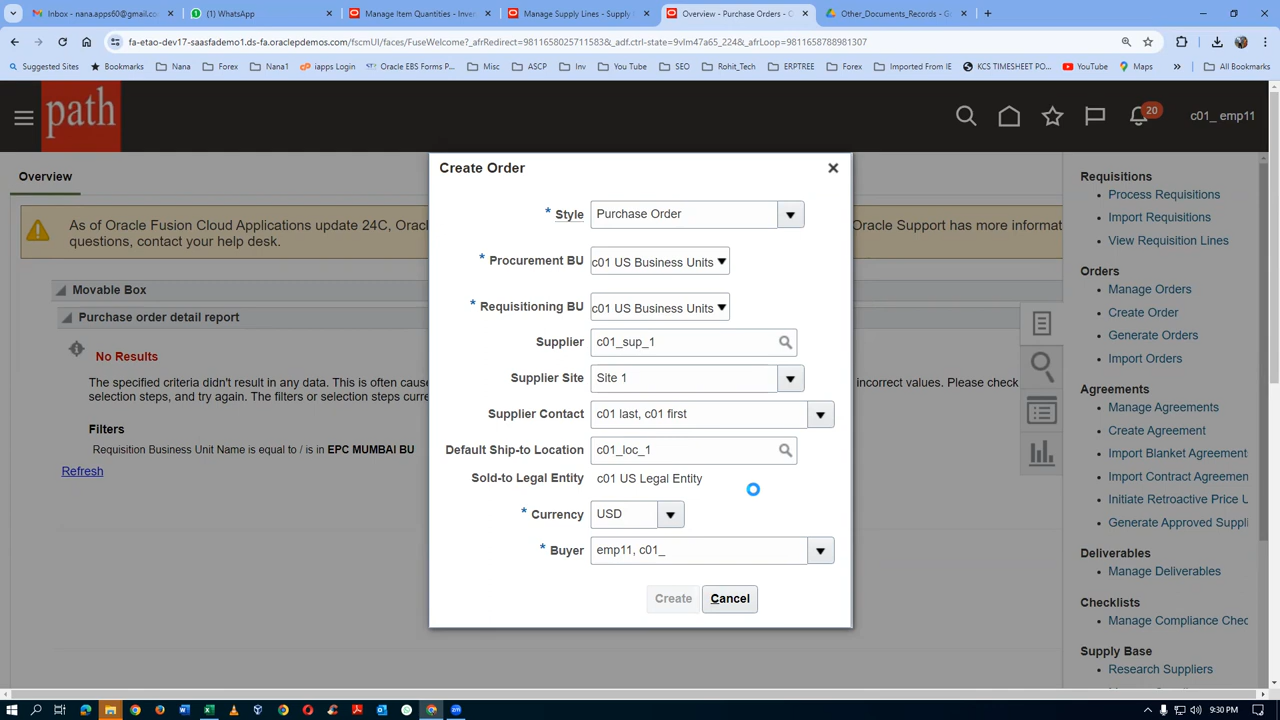 Inbox - nana.apps60@gmail.co
(1) WhatsApp
Manage Item Quantities - Inve
Manage Supply Lines - Supply
Overview - Purchase Orders - O
Other_Documents_Records - G
fa-etao-dev17-saasfademo1.ds-fa.oraclepdemos.com/fscmUI/faces/FuseWelcome?_afrRedirect=98116580257115838&_adf.ctrl-state=9vlm47a65_224&_afrLoop=9811658788981307
Suggested Sites
Bookmarks
Nana
Forex
Nana1
iapps Login
Oracle EBS Forms P...
Misc
ASCP
Inv
You Tube
SEO
Rohit_Tech
ERPTREE
Forex
Imported From IE
KCS TIMESHEET PO...
YouTube
Maps
»
All Bookmarks
path
20
c01_ emp11
Overview
As of Oracle Fusion Cloud Applications update 24C, Orac
Oracle Support has more informat
questions, contact your help desk.
Movable Box
Purchase order detail report
No Results
The specified criteria didn't result in any data. This is often caus
incorrect values. Please check
selection steps, and try again. The filters or selection steps curre
Filters
Requisition Business Unit Name is equal to / is in EPC MUMBAI BU
Refresh
Create Order
* Style Purchase Order
* Procurement BU c01 US Business Units
* Requisitioning BU c01 US Business Units
Supplier c01_sup_1
Supplier Site Site 1
Supplier Contact c01 last, c01 first
Default Ship-to Location c01_loc_1
Sold-to Legal Entity c01 US Legal Entity
* Currency USD
* Buyer emp11, c01_
Create Cancel
Requisitions
Process Requisitions
Import Requisitions
View Requisition Lines
Orders
Manage Orders
Create Order
Generate Orders
Import Orders
Agreements
Manage Agreements
Create Agreement
Import Blanket Agreement
Import Contract Agreemen
Initiate Retroactive Price U
Generate Approved Suppli
Deliverables
Manage Deliverables
Checklists
Manage Compliance Chec
Supply Base
Research Suppliers
9:30 PM